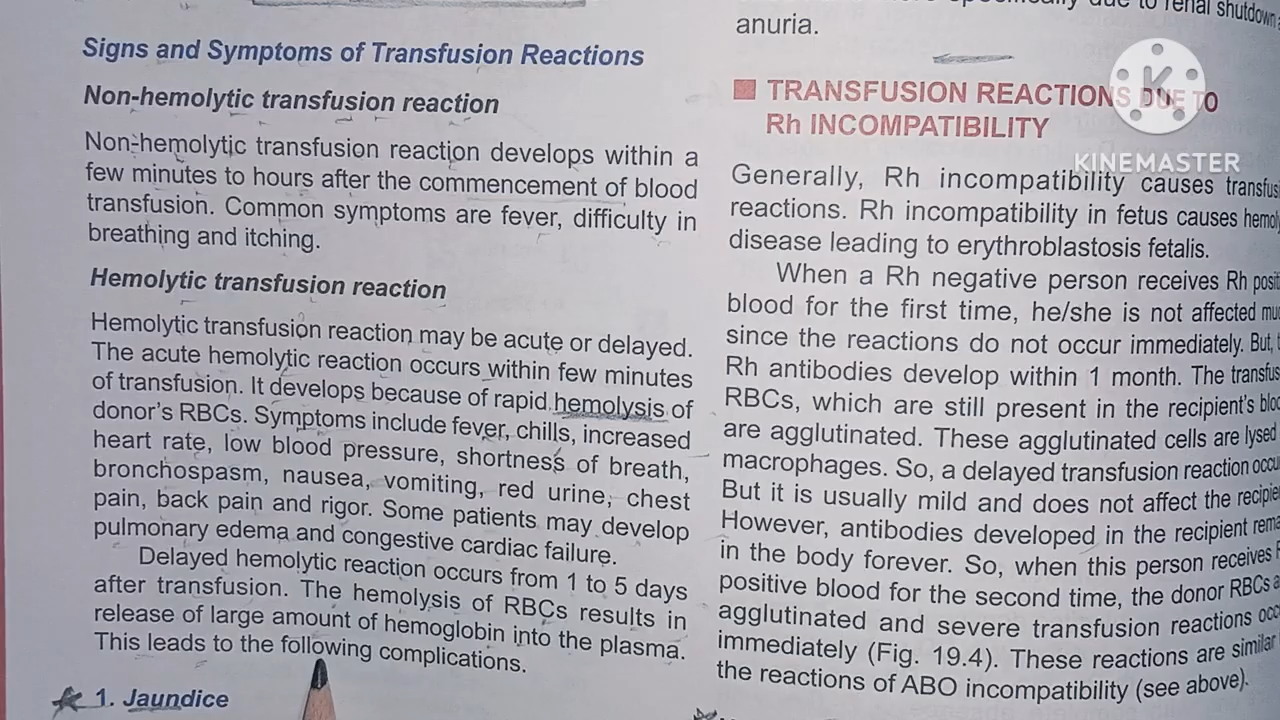 Signs and Symptoms of Transfusion Reactions
Non-hemolytic transfusion reaction
Non-hemolytic transfusion reaction develops within a
few minutes to hours after the commencement of blood
transfusion. Common symptoms are fever, difficulty in
breathing and itching.
Hemolytic transfusion reaction
Hemolytic transfusion reaction may be acute or delayed.
The acute hemolytic reaction occurs within few minutes
of transfusion. It develops because of rapid hemolysis of
donor's RBCs. Symptoms include fever, chills, increased
heart rate, low blood pressure, shortness of breath,
bronchospasm, nausea, vomiting, red urine, chest
pain, back pain and rigor. Some patients may develop
pulmonary edema and congestive cardiac failure.
Delayed hemolytic reaction occurs from 1 to 5 days
after transfusion. The hemolysis of RBCs results in
release of large amount of hemoglobin into the plasma.
This leads to the following complications.
1. Jaundice
to renal shutdown
anuria.
TRANSFUSION REACTIONS DUE TO
Rh INCOMPATIBILITY
Generally, Rh incompatibility causes
reactions. Rh incompatibility in fetus causes
disease leading to erythroblastosis fetalis.
When a Rh negative person receives Rh
blood for the first time, he/she is not affected
since the reactions do not occur immediately. But,
Rh antibodies develop within 1 month. The
RBCs, which are still present in the recipient's
are agglutinated. These agglutinated cells are lysed
macrophages. So, a delayed transfusion reaction
But it is usually mild and does not affect the
However, antibodies developed in the recipient
in the body forever. So, when this person receives
positive blood for the second time, the donor RBCs
agglutinated and severe transfusion reactions
immediately (Fig. 19.4). These reactions are similar
the reactions of ABO incompatibility (see above).
K
KINEMASTER